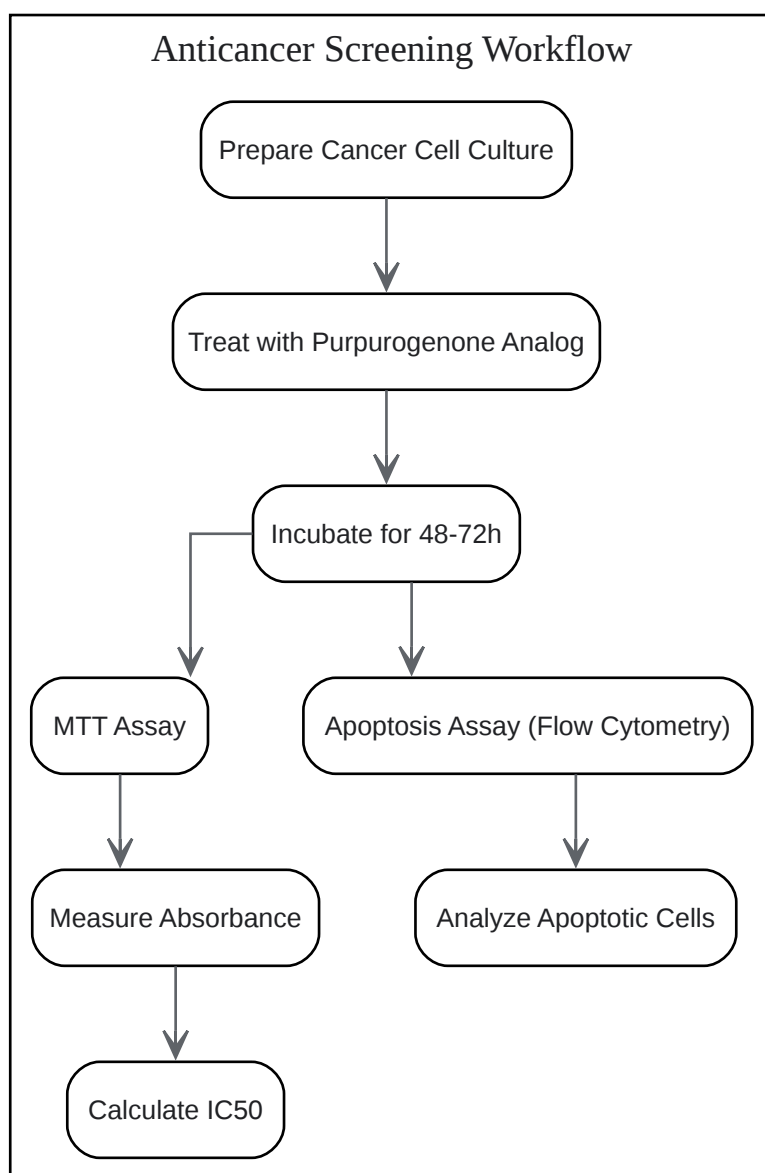 Anticancer Screening Workflow
Prepare Cancer Cell Culture
Treat with Purpurogenone Analog
Incubate for 48-72h
MTT Assay
Apoptosis Assay (Flow Cytometry)
Measure Absorbance
Analyze Apoptotic Cells
Calculate IC50